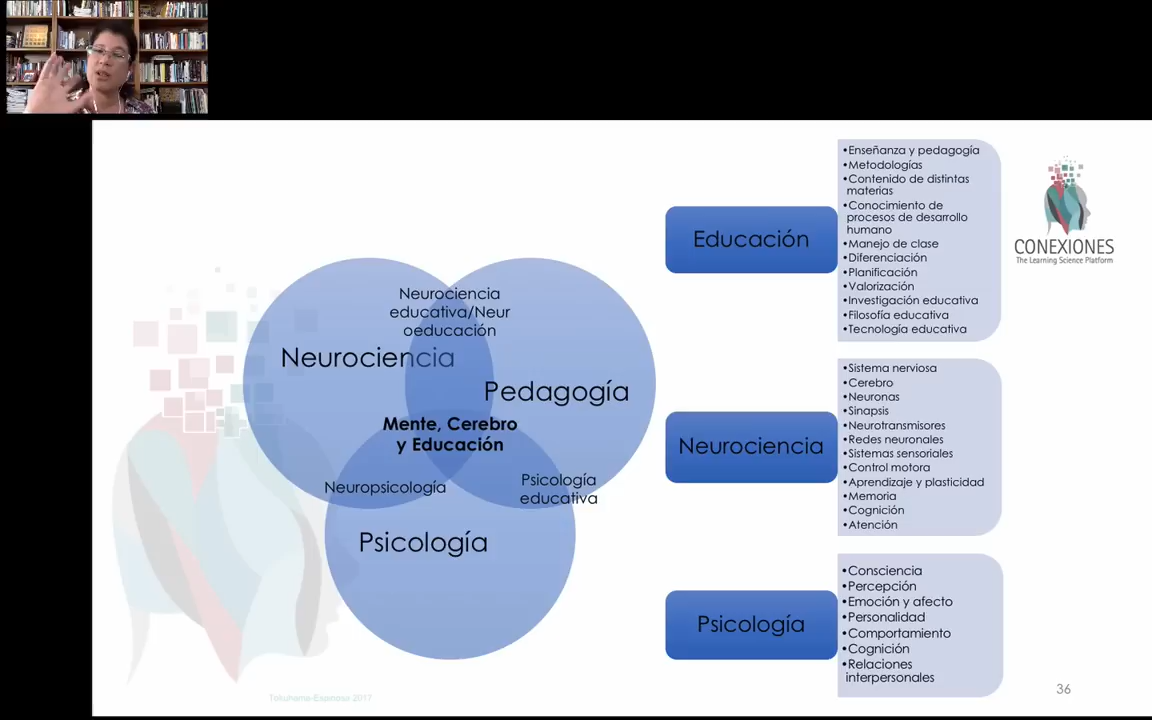 Neurociencia
educativa/Neur
oeducación
Neurociencia
Pedagogía
Mente, Cerebro
y Educación
Neuropsicología
Psicología
educativa
Psicología
Tokuhama-Espinosa 2017
Educación
•Enseñanza y pedagogía
•Metodologías
•Contenido de distintas
materias
•Conocimiento de
procesos de desarrollo
humano
•Manejo de clase
•Diferenciación
•Planificación
•Valorización
•Investigación educativa
•Filosofía educativa
•Tecnología educativa
Neurociencia
•Sistema nerviosa
•Cerebro
•Neuronas
•Sinapsis
•Neurotransmisores
•Redes neuronales
•Sistemas sensoriales
•Control motora
•Aprendizaje y plasticidad
•Memoria
•Cognición
•Atención
Psicología
•Consciencia
•Percepción
•Emoción y afecto
•Personalidad
•Comportamiento
•Cognición
•Relaciones
interpersonales
CONEXIONES
The Learning Science Platform
36